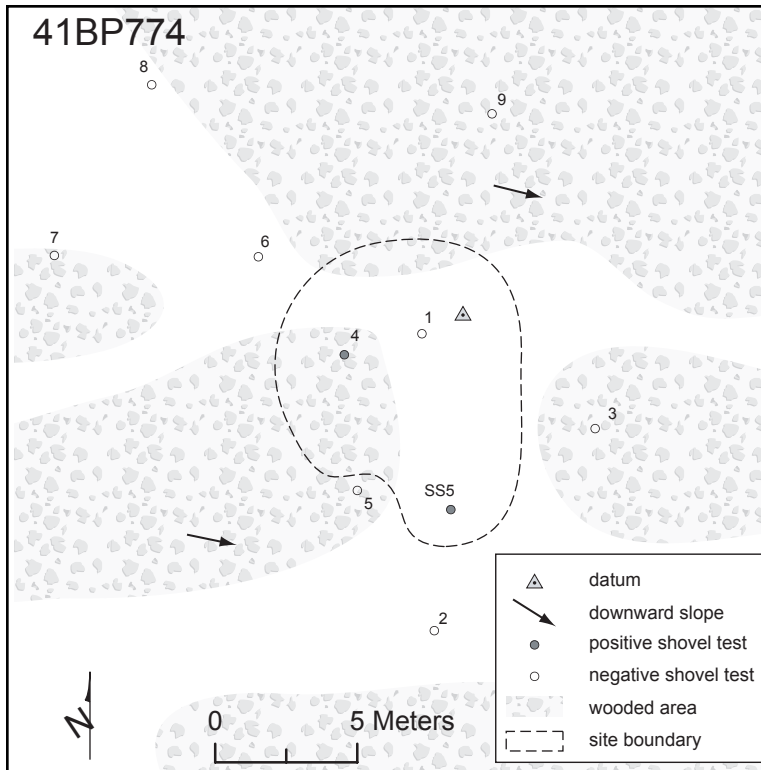 41BP774
8
9
7
6
1
4
3
SS5
5
2
datum
downward slope
positive shovel test
negative shovel test
wooded area
site boundary
N
0 5 Meters